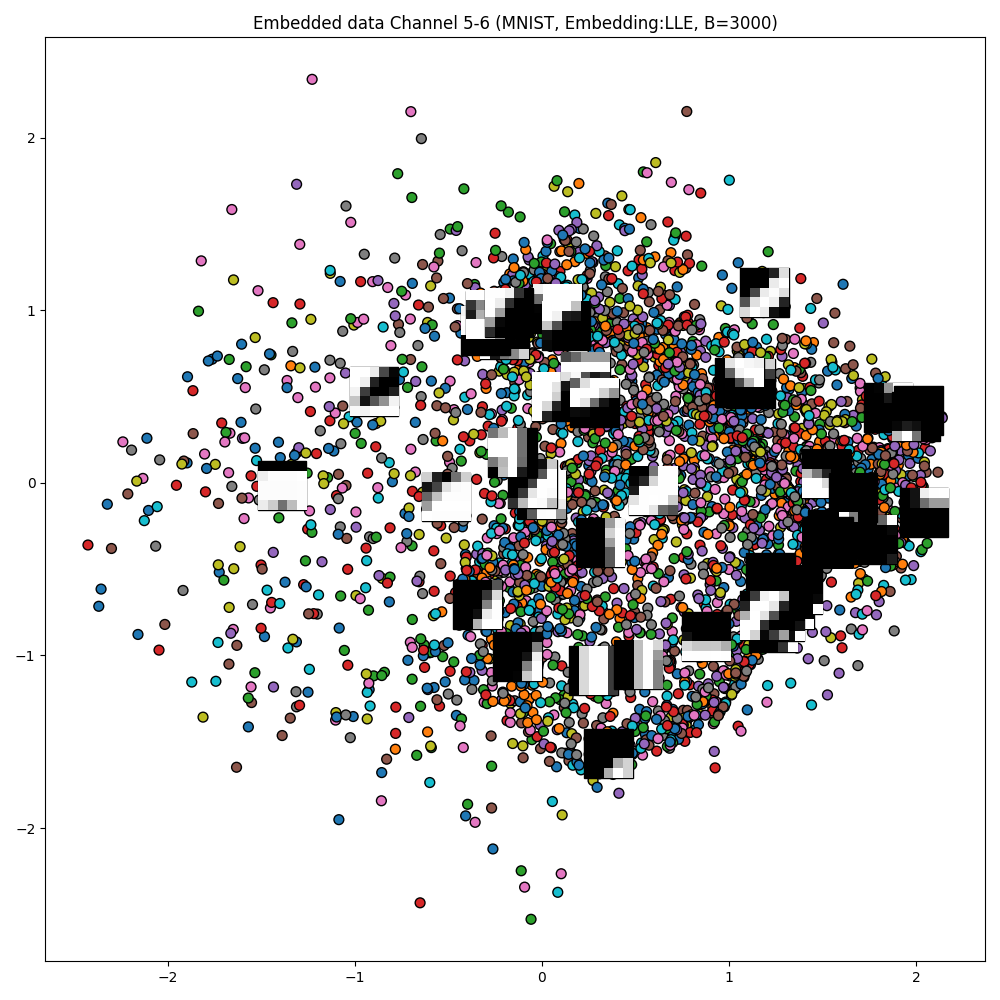 Embedded data Channel 5-6 (MNIST, Embedding:LLE, B=3000)
2
1
0
−1
−2
−2 −1 0 1 2